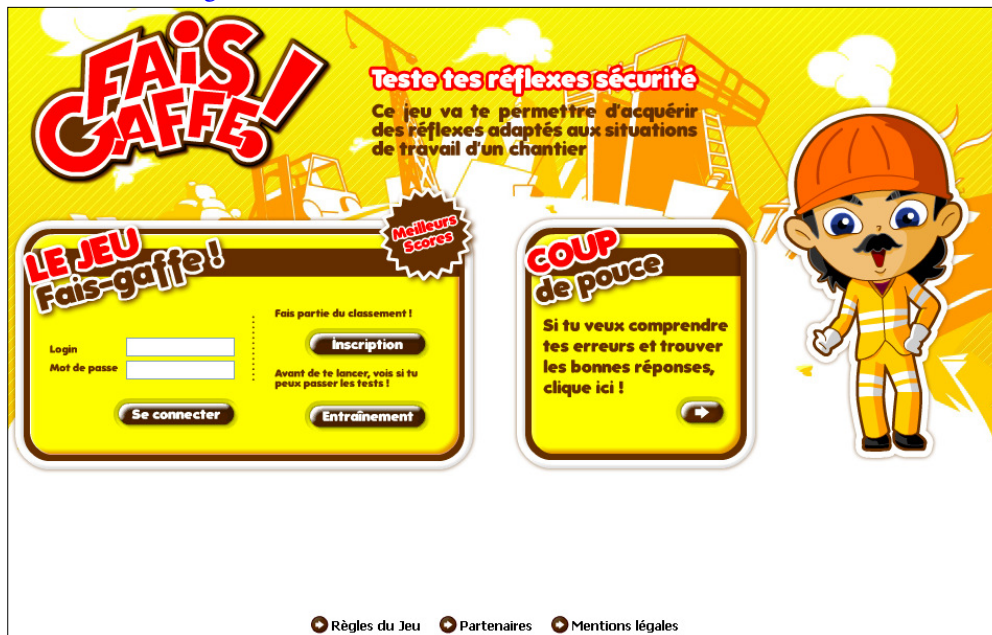 FAIS
GAFFE!
Teste tes réflexes sécurité
Ce jeu va te permettre d'acquérir
des réflexes adaptés aux situations
de travail d'un chantier
LE JEU
Fais-gaffe !
Meilleurs
Scores
Login
Mot de passe
Se connecter
Fais partie du classement !
Inscription
Avant de te lancer, vois si tu
peux passer les tests !
Entraînement
COUP
de pouce
Si tu veux comprendre
tes erreurs et trouver
les bonnes réponses,
clique ici !
Règles du Jeu Partenaires Mentions légales